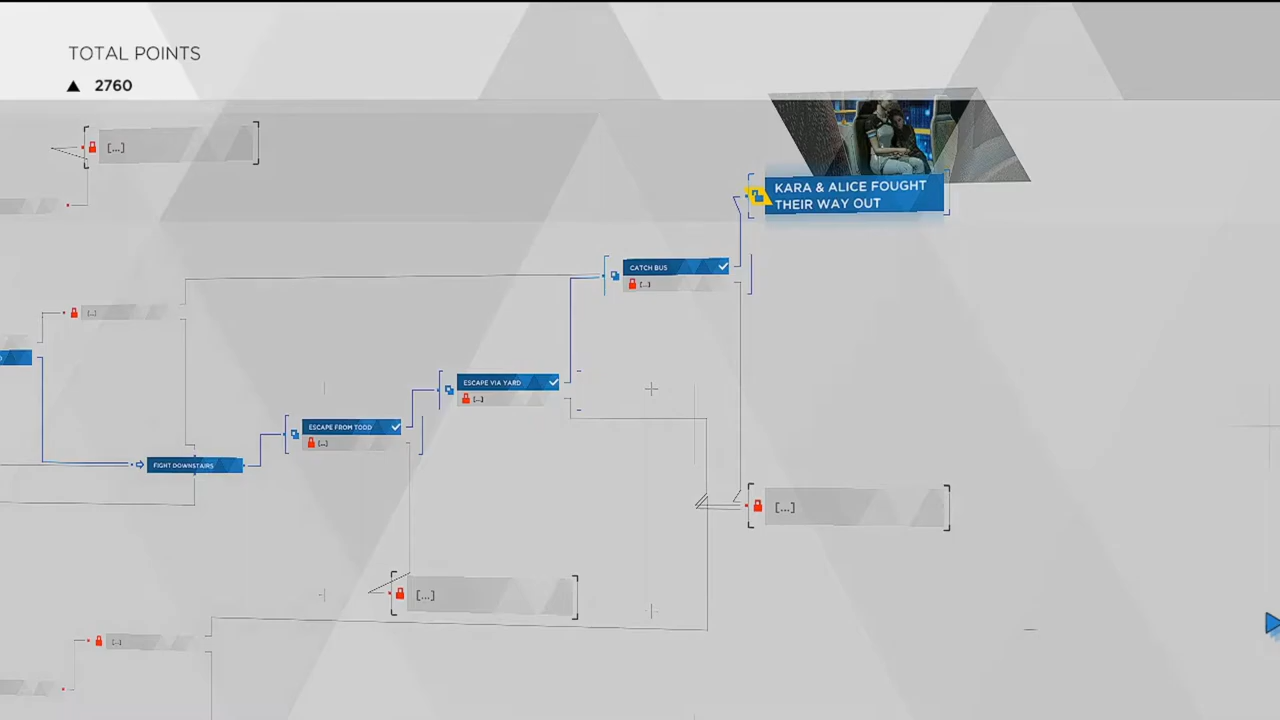 TOTAL POINTS
▲ 2760
[...]
KARA & ALICE FOUGHT
THEIR WAY OUT
CATCH BUS
[...]
[...]
ESCAPE VIA YARD
[...]
ESCAPE FROM TODD
[...]
FIGHT DOWNSTAIRS
[...]
[...]
[...]